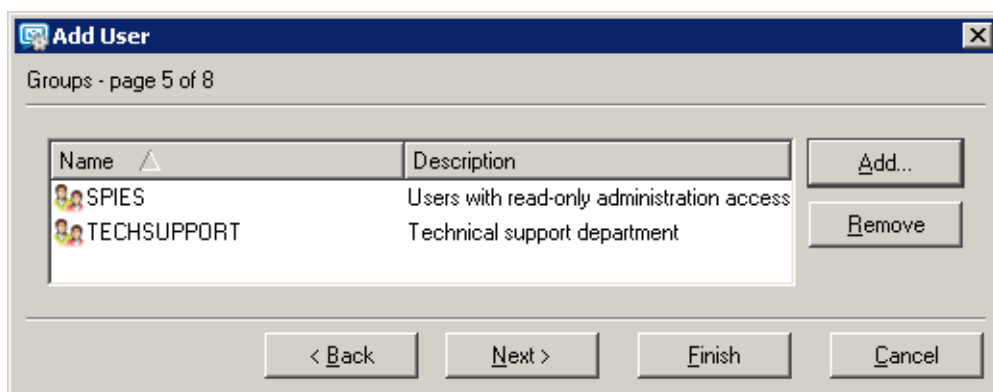 Add User
Groups - page 5 of 8
Name Description Add...
SPIES Users with read-only administration access
TECHSUPPORT Technical support department Remove
< Back Next > Finish Cancel